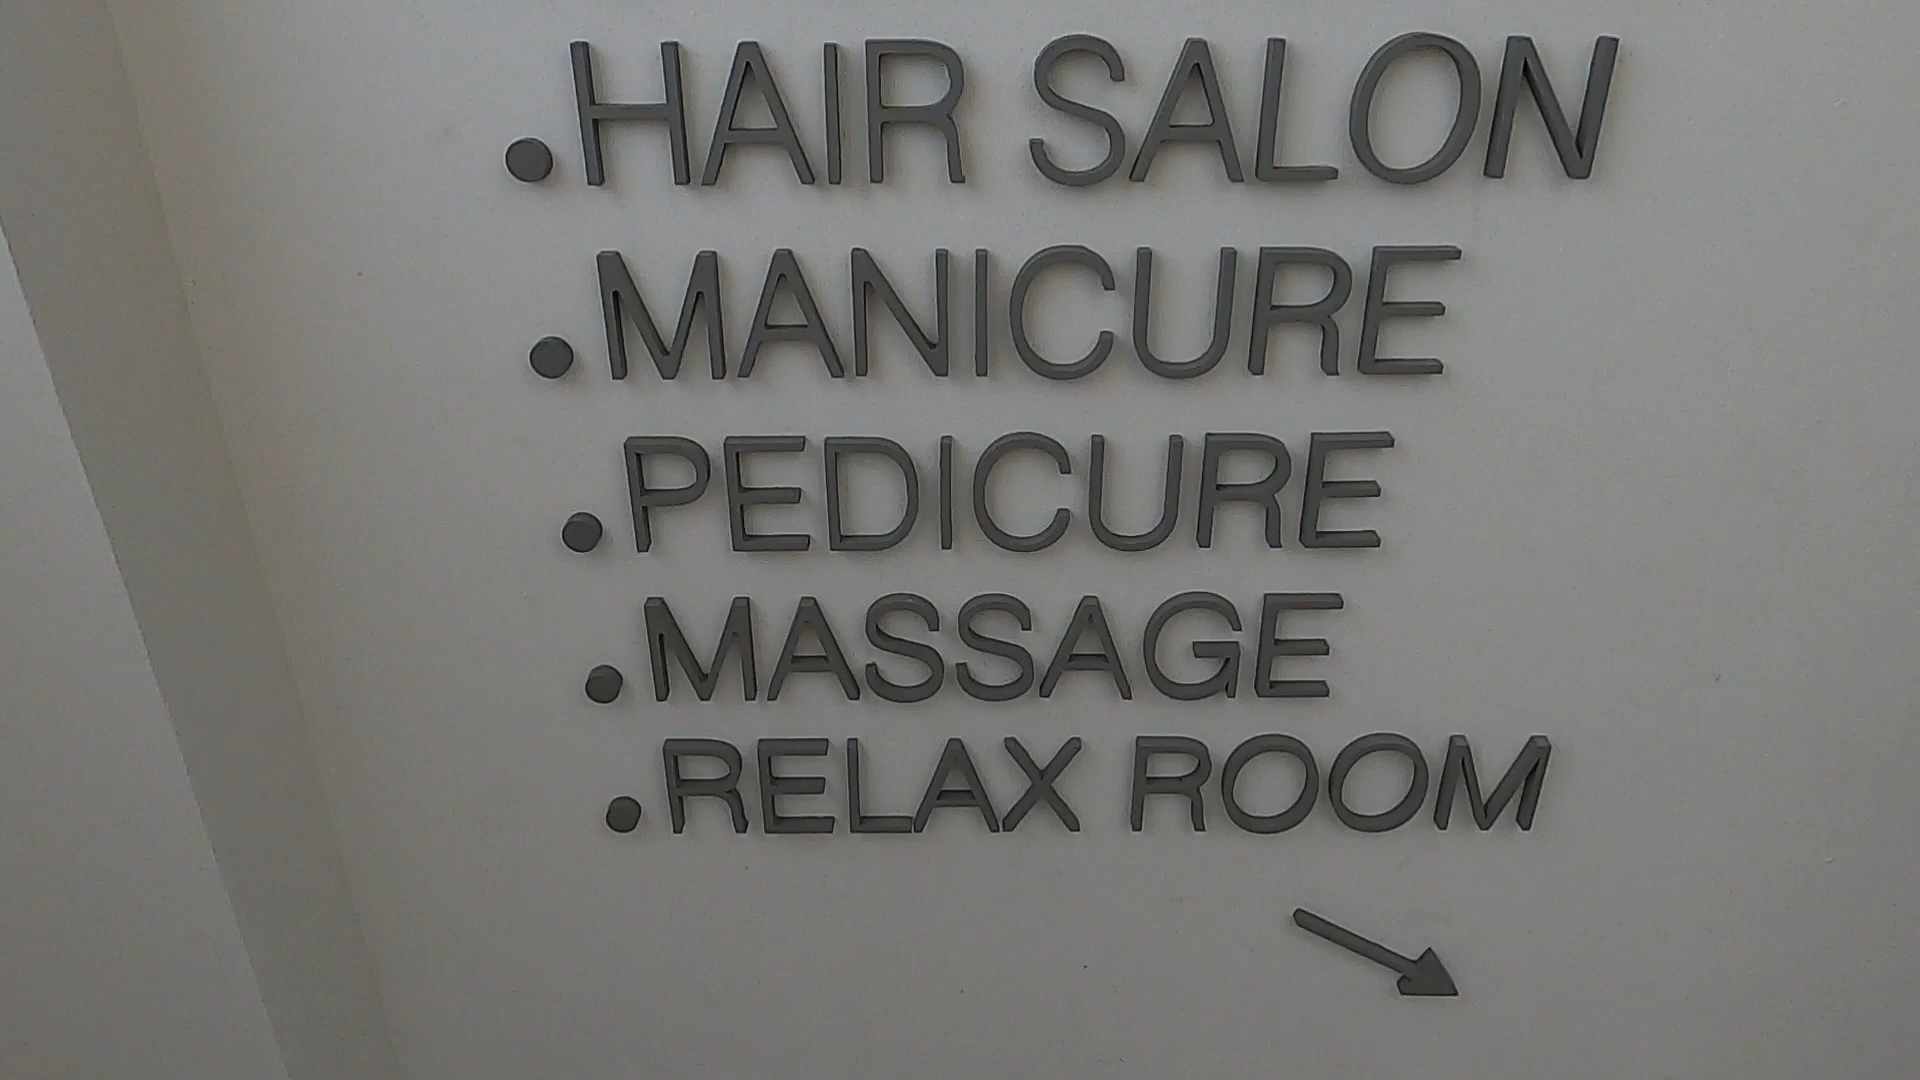 •HAIR SALON
•MANICURE
•PEDICURE
•MASSAGE
•RELAX ROOM